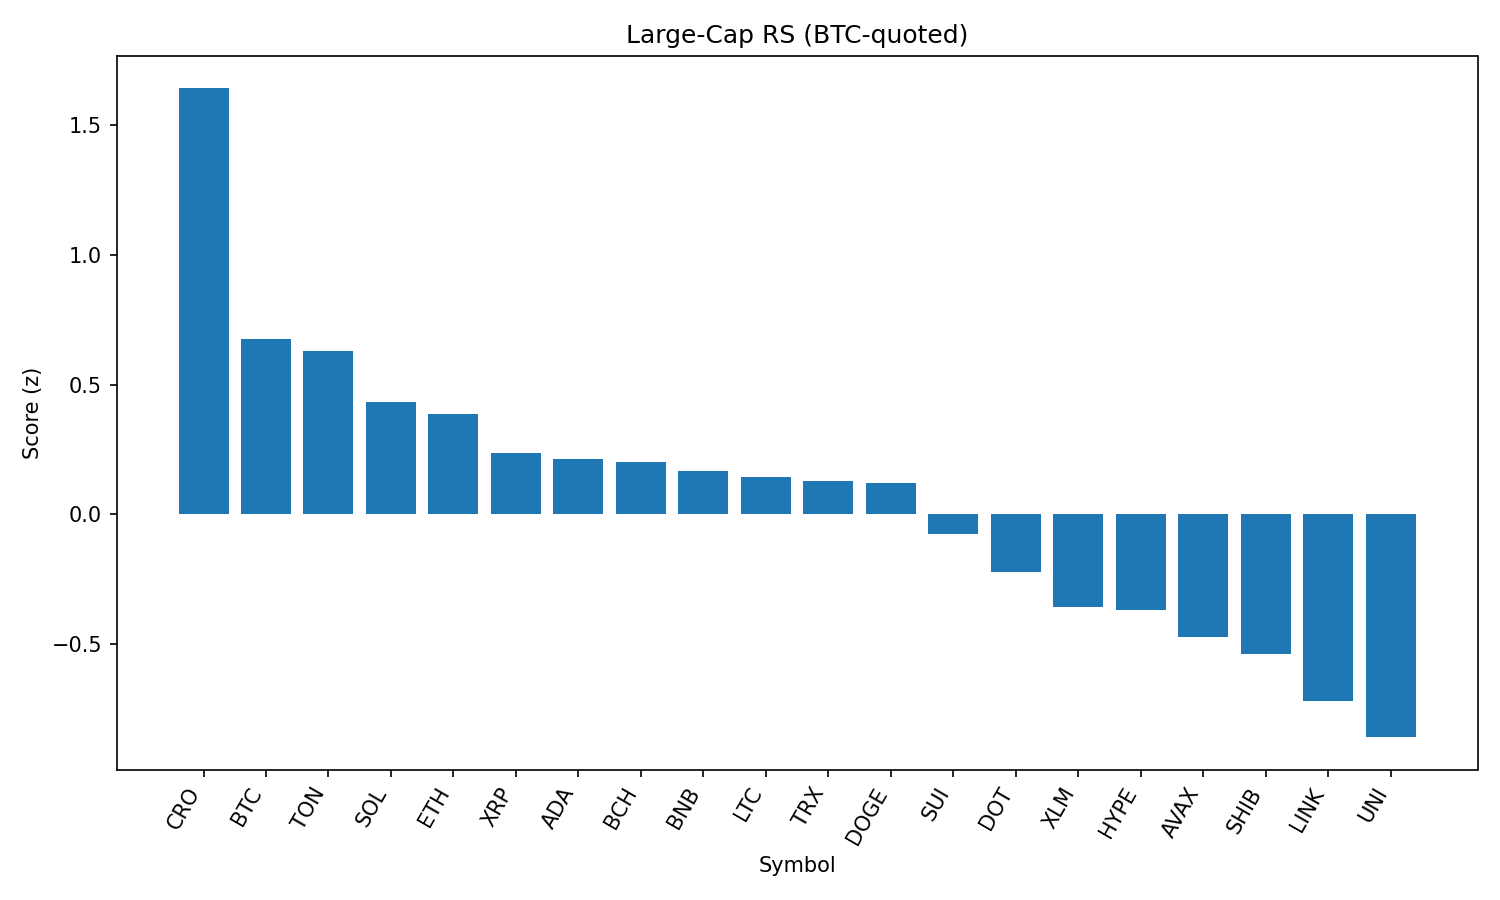 Large-Cap RS (BTC-quoted)
Score (z)
1.5
1.0
0.5
0.0
−0.5
CRO
BTC
TON
SOL
ETH
XRP
ADA
BCH
BNB
LTC
TRX
DOGE
SUI
DOT
XLM
HYPE
AVAX
SHIB
LINK
UNI
Symbol